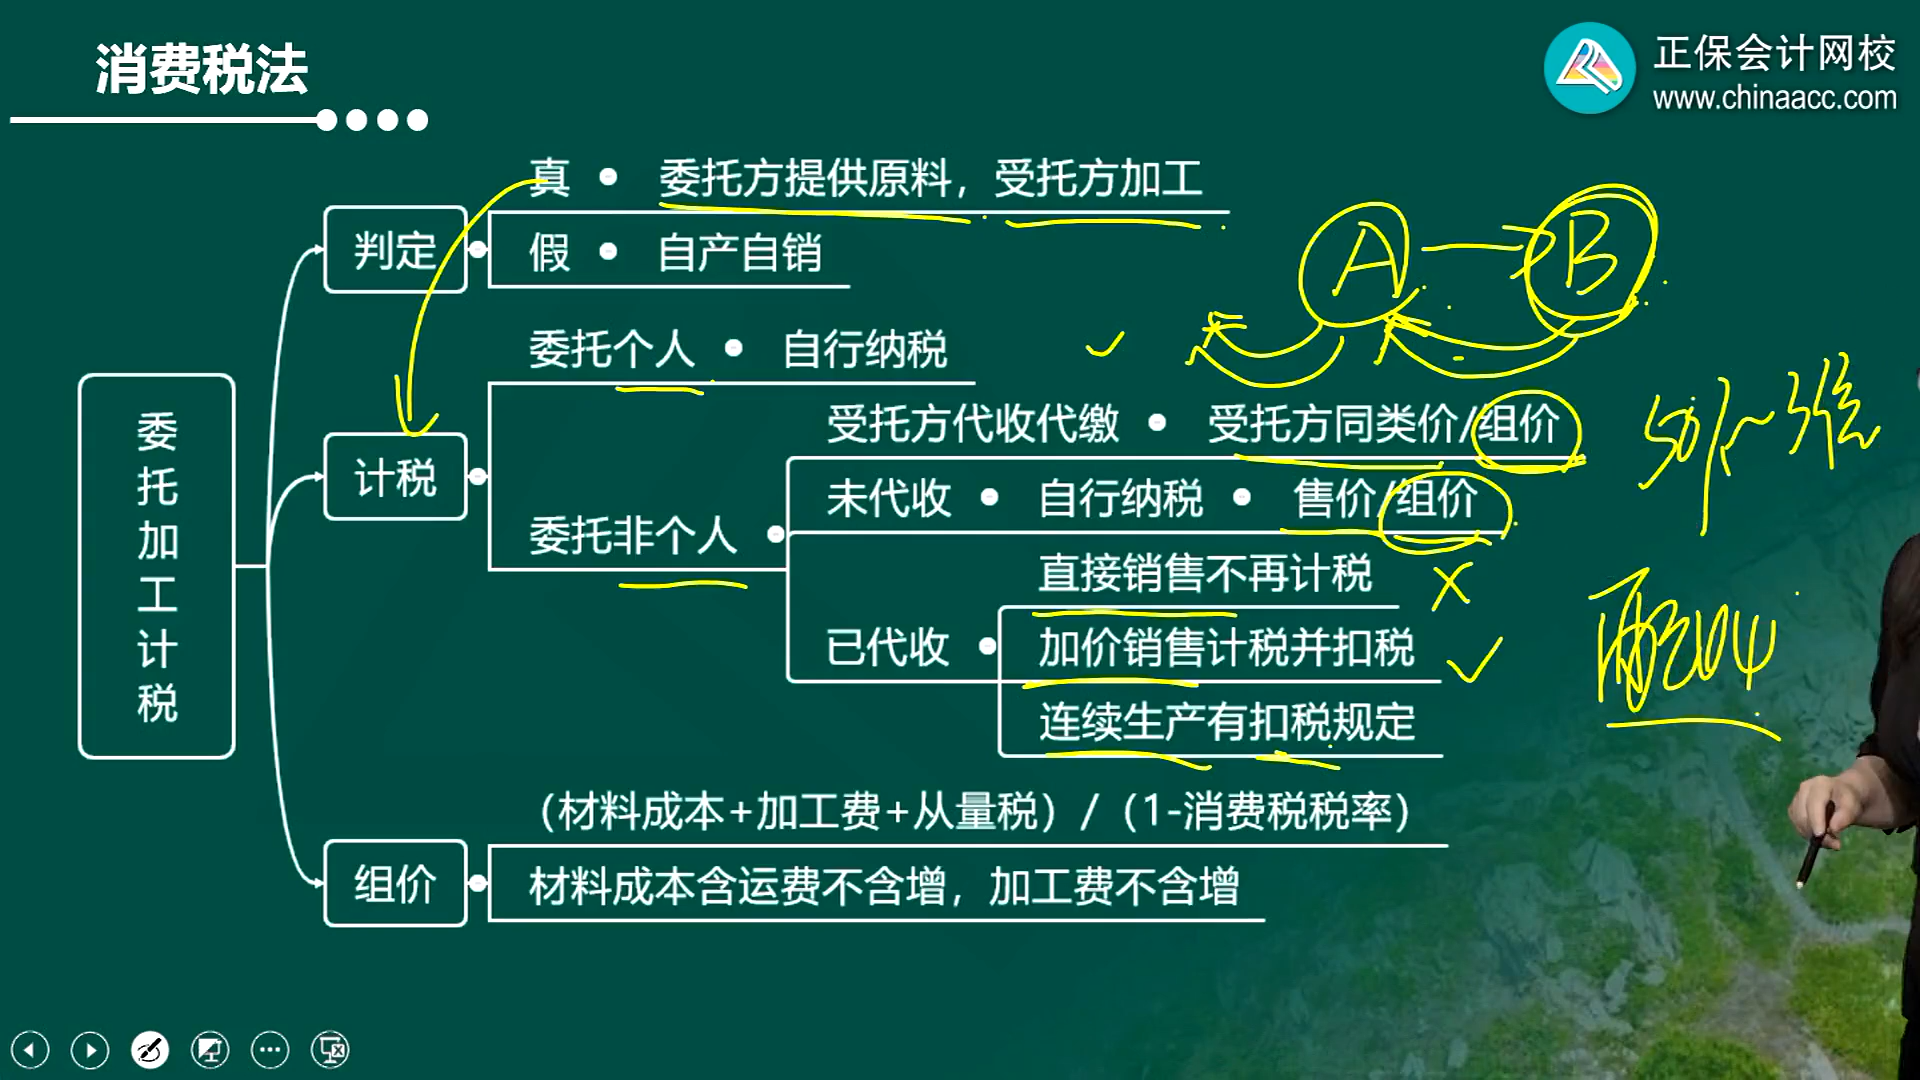 消费税法
正保会计网校
www.chinaacc.com
委托加工计税
判定
真 • 委托方提供原料，受托方加工
假 • 自产自销
计税
委托个人 • 自行纳税
委托非个人
受托方代收代缴 • 受托方同类价/组价
未代收 • 自行纳税 • 售价/组价
已代收
直接销售不再计税
加价销售计税并扣税
连续生产有扣税规定
组价
（材料成本+加工费+从量税）/（1-消费税税率）
材料成本含运费不含增，加工费不含增
A
B